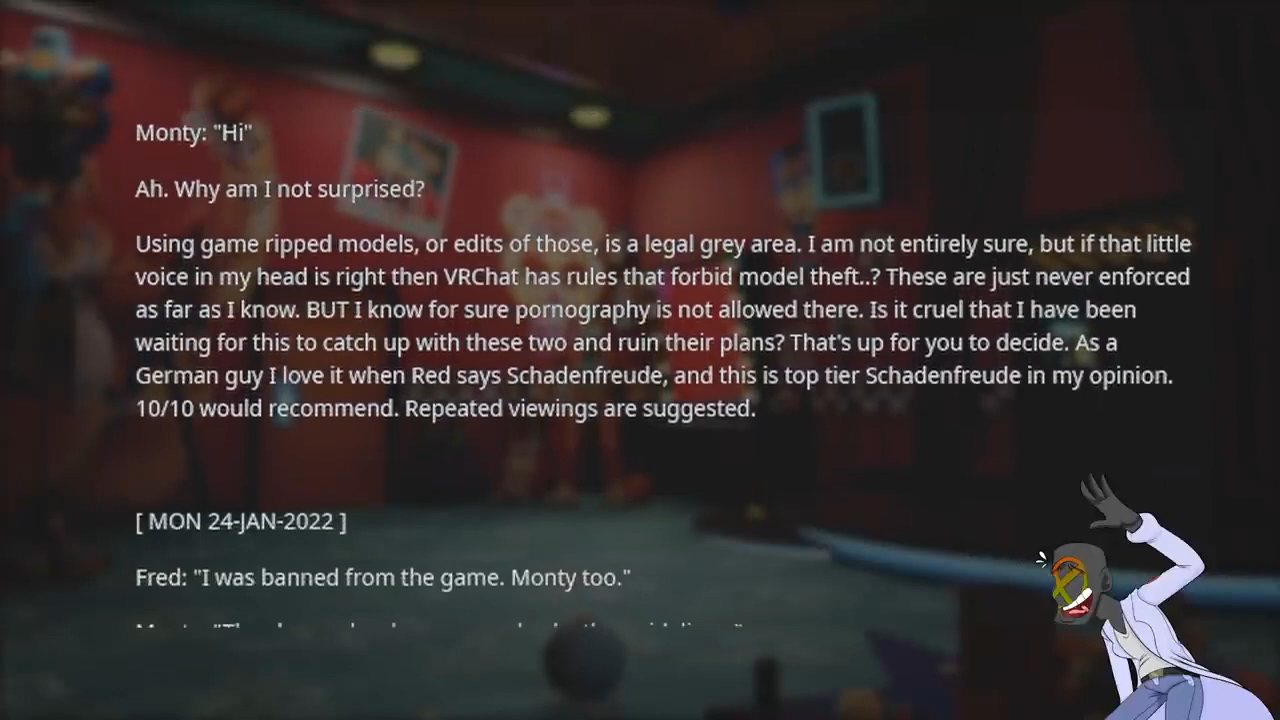 Monty: "Hi"
Ah. Why am I not surprised?
Using game ripped models, or edits of those, is a legal grey area. I am not entirely sure, but if that little
voice in my head is right then VRChat has rules that forbid model theft..? These are just never enforced
as far as I know. BUT I know for sure pornography is not allowed there. Is it cruel that I have been
waiting for this to catch up with these two and ruin their plans? That's up for you to decide. As a
German guy I love it when Red says Schadenfreude, and this is top tier Schadenfreude in my opinion.
10/10 would recommend. Repeated viewings are suggested.
[ MON 24-JAN-2022 ]
Fred: "I was banned from the game. Monty too."